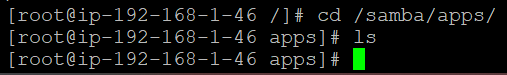 [root@ip-192-168-1-46 /]# cd /samba/apps/
[root@ip-192-168-1-46 apps]# ls
[root@ip-192-168-1-46 apps]#